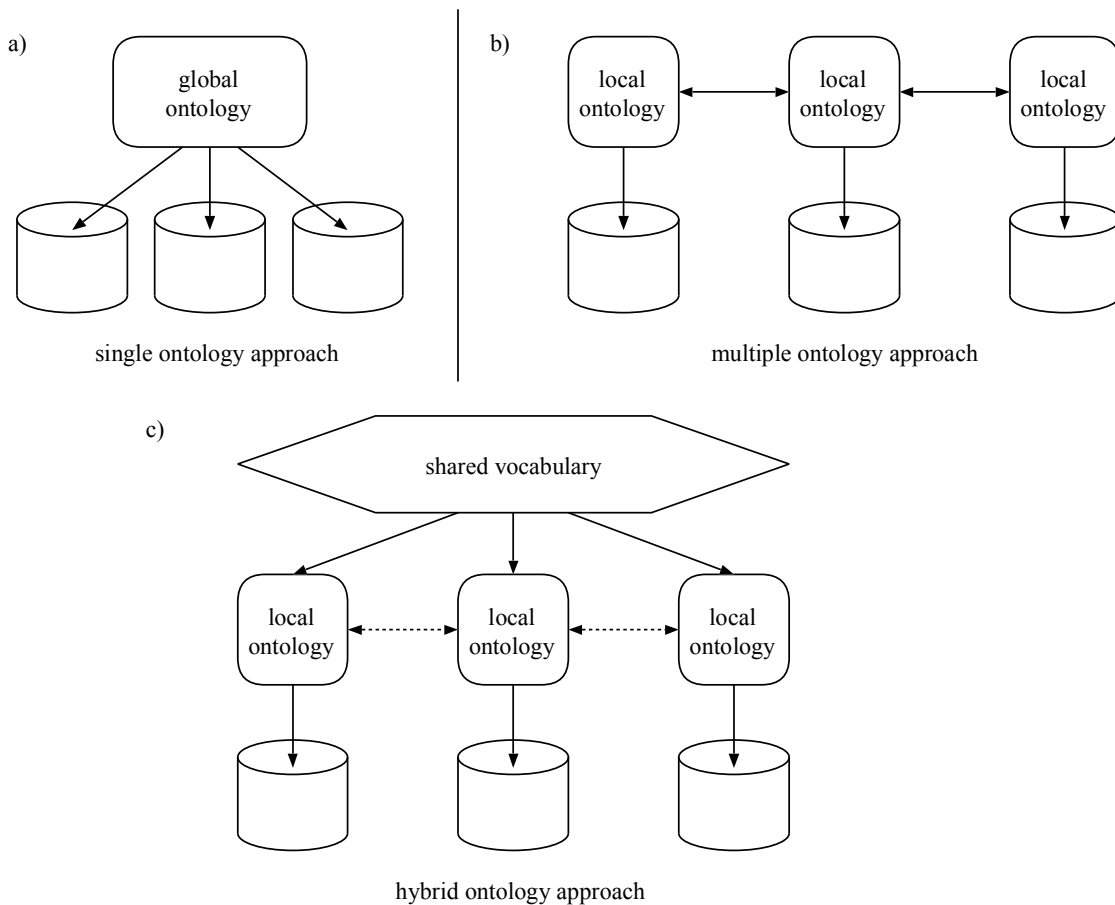 a)
global
ontology
single ontology approach
b)
local
ontology
local
ontology
local
ontology
multiple ontology approach
c)
shared vocabulary
local
ontology
local
ontology
local
ontology
hybrid ontology approach